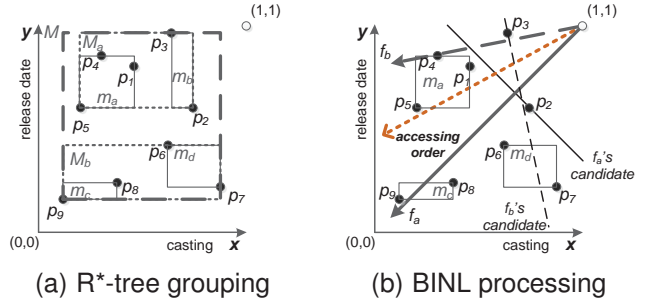 (1,1)
y
M
p3
Ma
p4
p1
mb
ma
p5
p2
release date
Mb
p6
md
mc
p8
p9
p7
(0,0)
casting
x
(a) R*-tree grouping
(1,1)
y
p3
fb
p4
p1
ma
p5
p2
release date
accessing
order
p6
md
fa's
candidate
p8
mc
p9
p7
fa
fb's
candidate
(0,0)
casting
x
(b) BINL processing